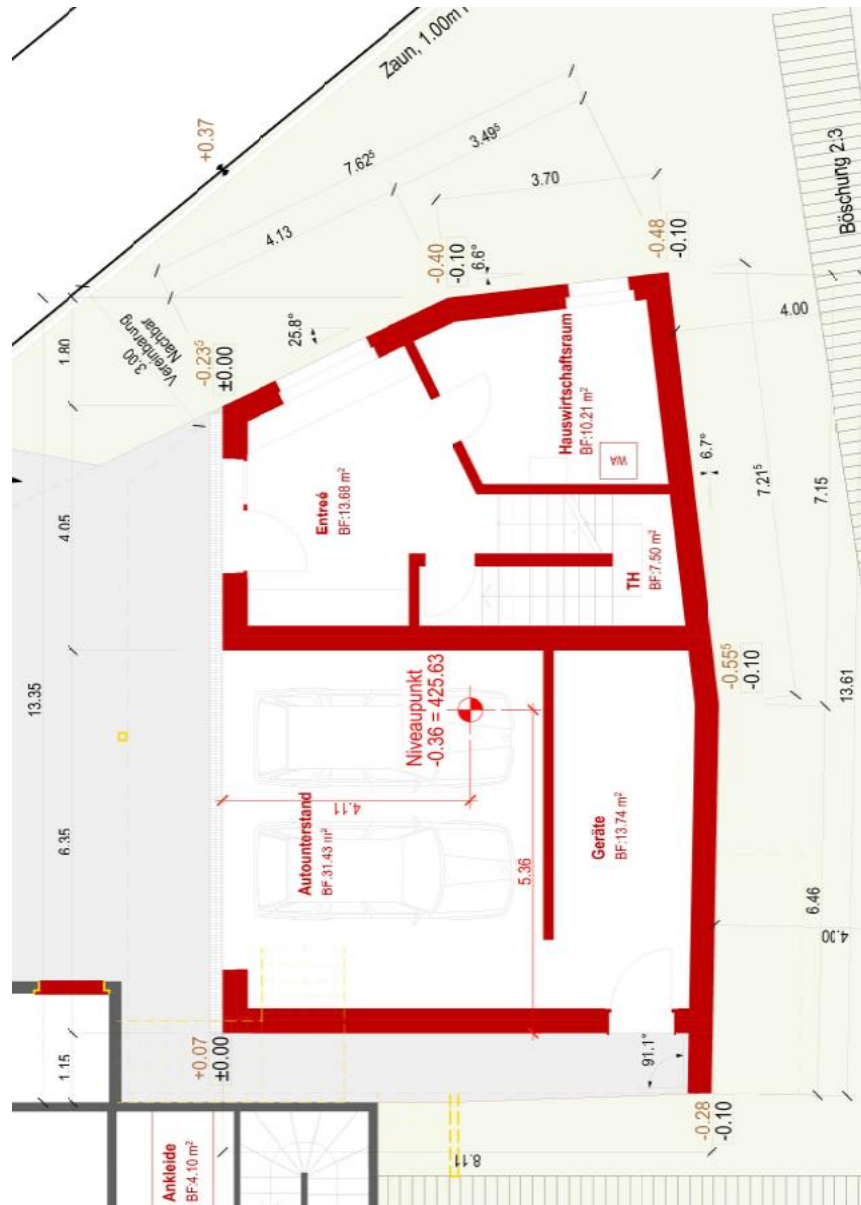 Zaun, 1.00m
+0.37
7.62⁵
3.49⁵
4.13
3.70
-0.40
-0.10
6.6°
-0.48
-0.10
Böschung 2:3
3.00
Vereinbarung
Nachbar
-0.23⁵
±0.00
25.8°
1.80
4.00
Hauswirtschaftsraum
BF:10.21 m²
WA
6.7°
7.21⁵
7.15
Entreé
BF:13.68 m²
4.05
TH
BF:7.50 m²
13.35
Niveaupunkt
-0.36 = 425.63
-0.55⁵
-0.10
13.61
4.11
Autounterstand
BF:31.43 m²
6.35
Geräte
BF:13.74 m²
5.36
6.46
4.00
1.15
+0.07
±0.00
91.1°
-0.28
-0.10
8.11
Ankleide
BF:4.10 m²